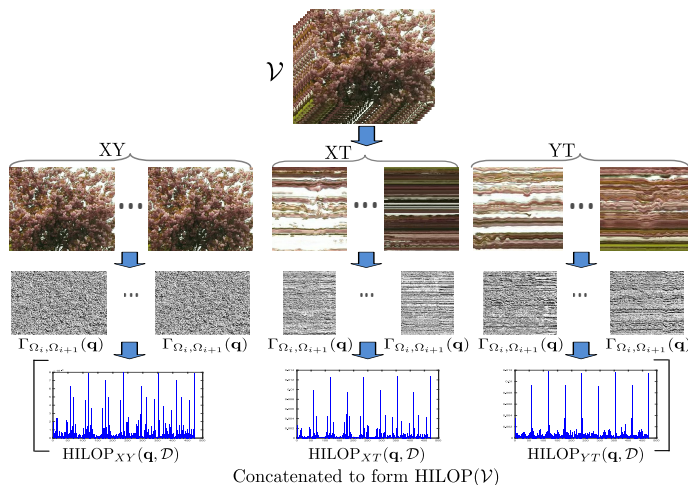 𝒱
XY XT YT
Γ_{Ω_i,Ω_{i+1}}(q) Γ_{Ω_i,Ω_{i+1}}(q) Γ_{Ω_i,Ω_{i+1}}(q) Γ_{Ω_i,Ω_{i+1}}(q) Γ_{Ω_i,Ω_{i+1}}(q) Γ_{Ω_i,Ω_{i+1}}(q)
HILOP_{XY}(q, 𝒟) HILOP_{XT}(q, 𝒟) HILOP_{YT}(q, 𝒟)
Concatenated to form HILOP(𝒱)